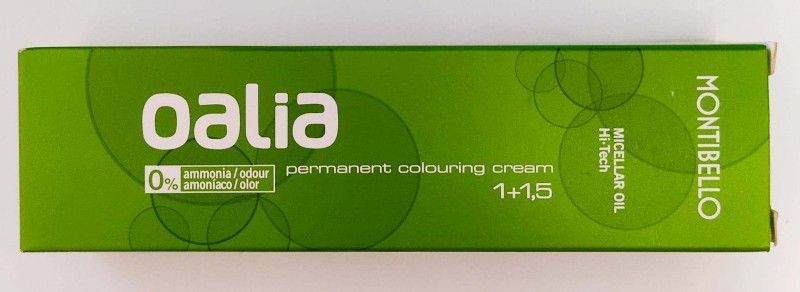 oalia
0% ammonia/odour
amoníaco/olor
permanent colouring cream
1+1,5
MICELLAR OIL
Hi-Tech
MONTIBELLO